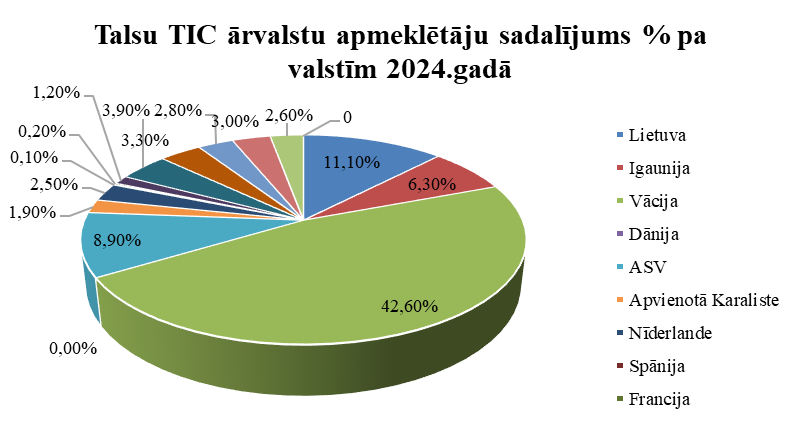 Talsu TIC ārvalstu apmeklētāju sadalījums % pa
valstīm 2024.gadā
1,20%
3,90%
2,80%
3,00%
2,60%
0
0,20%
3,30%
0,10%
2,50%
1,90%
11,10%
6,30%
8,90%
42,60%
0,00%
Lietuva
Igaunija
Vācija
Dānija
ASV
Apvienotā Karaliste
Nīderlande
Spānija
Francija